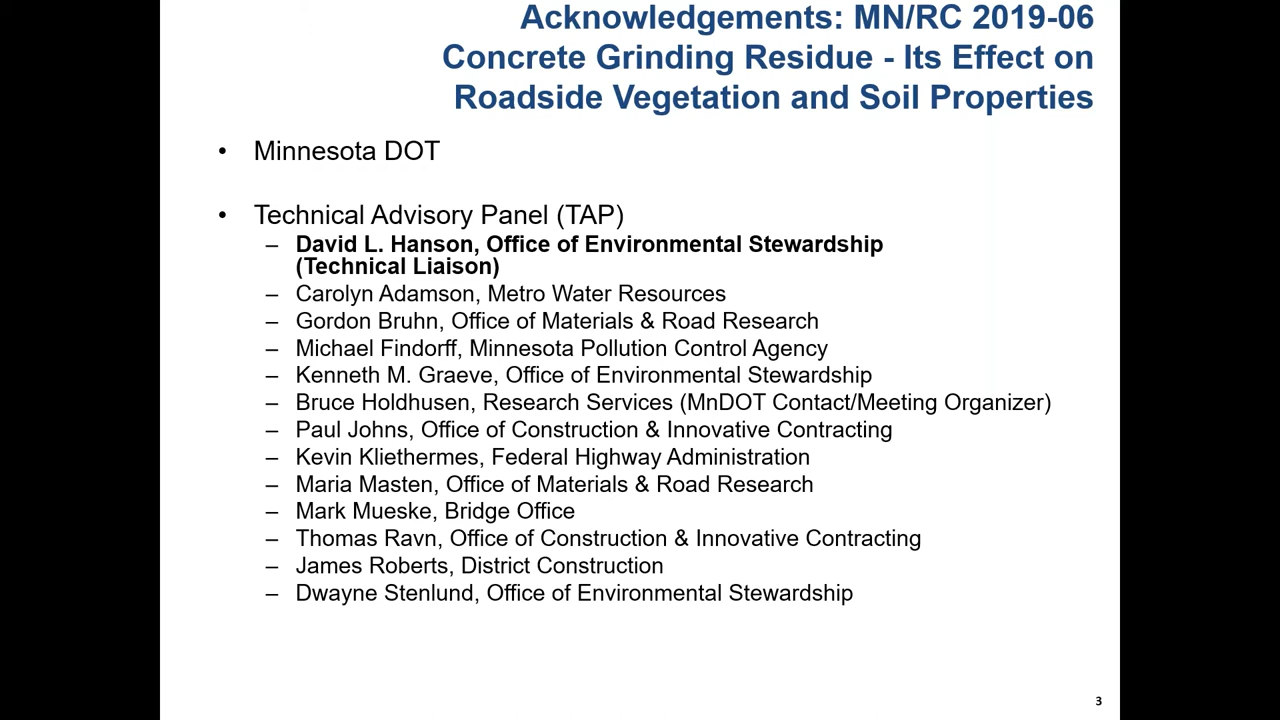 Acknowledgements: MN/RC 2019-06
Concrete Grinding Residue - Its Effect on
Roadside Vegetation and Soil Properties
• Minnesota DOT
• Technical Advisory Panel (TAP)
– David L. Hanson, Office of Environmental Stewardship
(Technical Liaison)
– Carolyn Adamson, Metro Water Resources
– Gordon Bruhn, Office of Materials & Road Research
– Michael Findorff, Minnesota Pollution Control Agency
– Kenneth M. Graeve, Office of Environmental Stewardship
– Bruce Holdhusen, Research Services (MnDOT Contact/Meeting Organizer)
– Paul Johns, Office of Construction & Innovative Contracting
– Kevin Kliethermes, Federal Highway Administration
– Maria Masten, Office of Materials & Road Research
– Mark Mueske, Bridge Office
– Thomas Ravn, Office of Construction & Innovative Contracting
– James Roberts, District Construction
– Dwayne Stenlund, Office of Environmental Stewardship
3